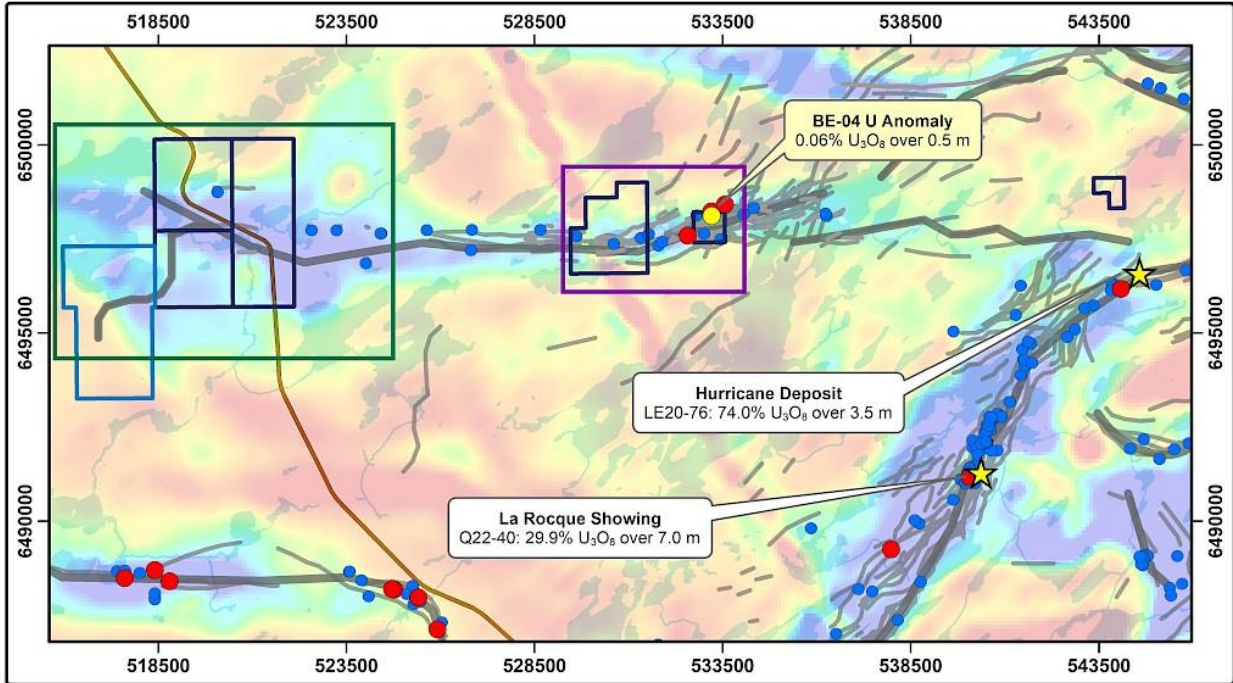 518500 523500 528500 533500 538500 543500
6500000 6500000
BE-04 U Anomaly
0.06% U₃O₈ over 0.5 m
6495000 6495000
Hurricane Deposit
LE20-76: 74.0% U₃O₈ over 3.5 m
La Rocque Showing
Q22-40: 29.9% U₃O₈ over 7.0 m
6490000 6490000
518500 523500 528500 533500 538500 543500